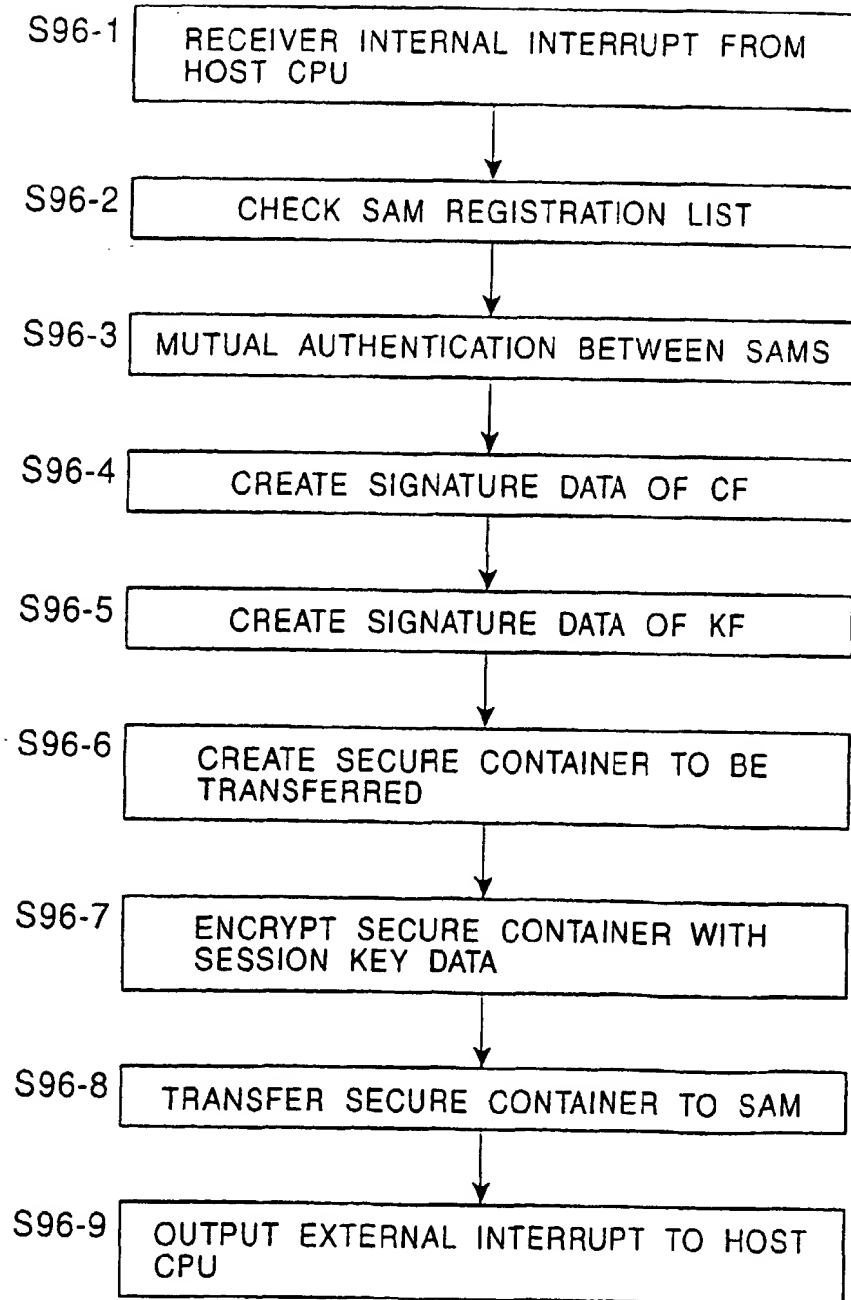 S96-1
RECEIVER INTERNAL INTERRUPT FROM
HOST CPU
S96-2
CHECK SAM REGISTRATION LIST
S96-3
MUTUAL AUTHENTICATION BETWEEN SAMS
S96-4
CREATE SIGNATURE DATA OF CF
S96-5
CREATE SIGNATURE DATA OF KF
S96-6
CREATE SECURE CONTAINER TO BE
TRANSFERRED
S96-7
ENCRYPT SECURE CONTAINER WITH
SESSION KEY DATA
S96-8
TRANSFER SECURE CONTAINER TO SAM
S96-9
OUTPUT EXTERNAL INTERRUPT TO HOST
CPU